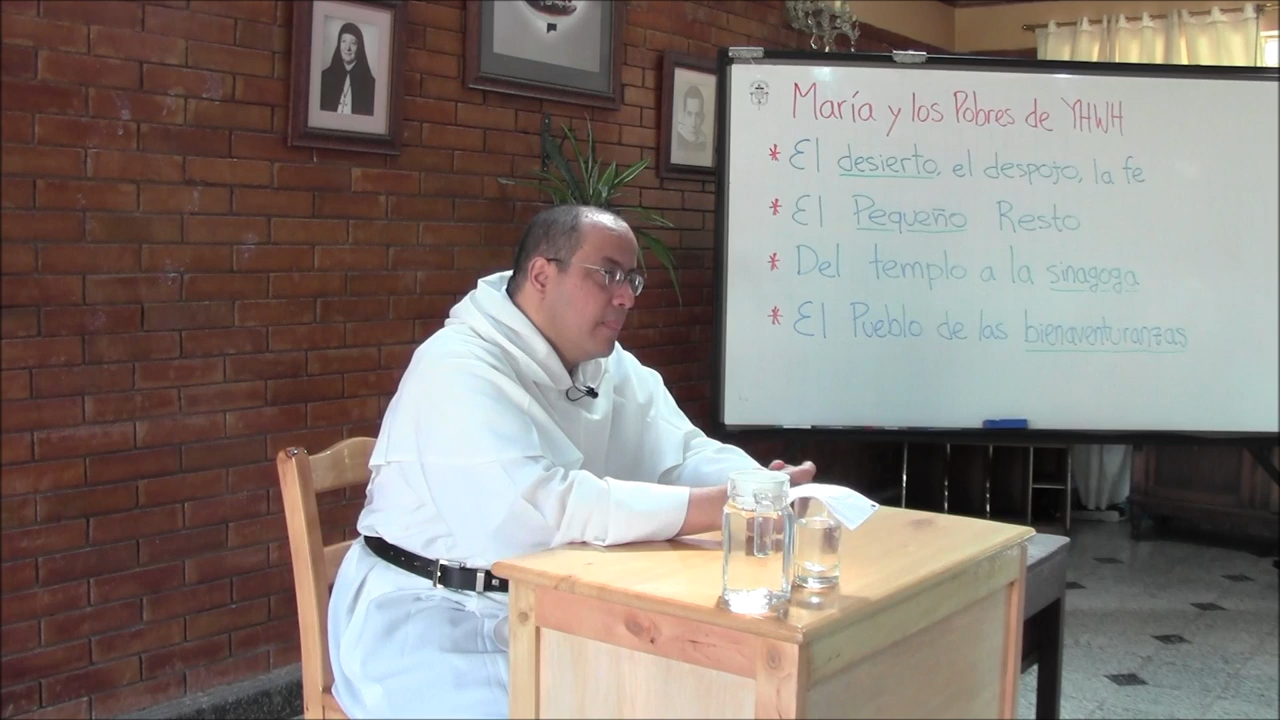 María y los Pobres de YHWH
* El desierto, el despojo, la fe
* El Pequeño Resto
* Del templo a la sinagoga
* El Pueblo de las bienaventuranzas